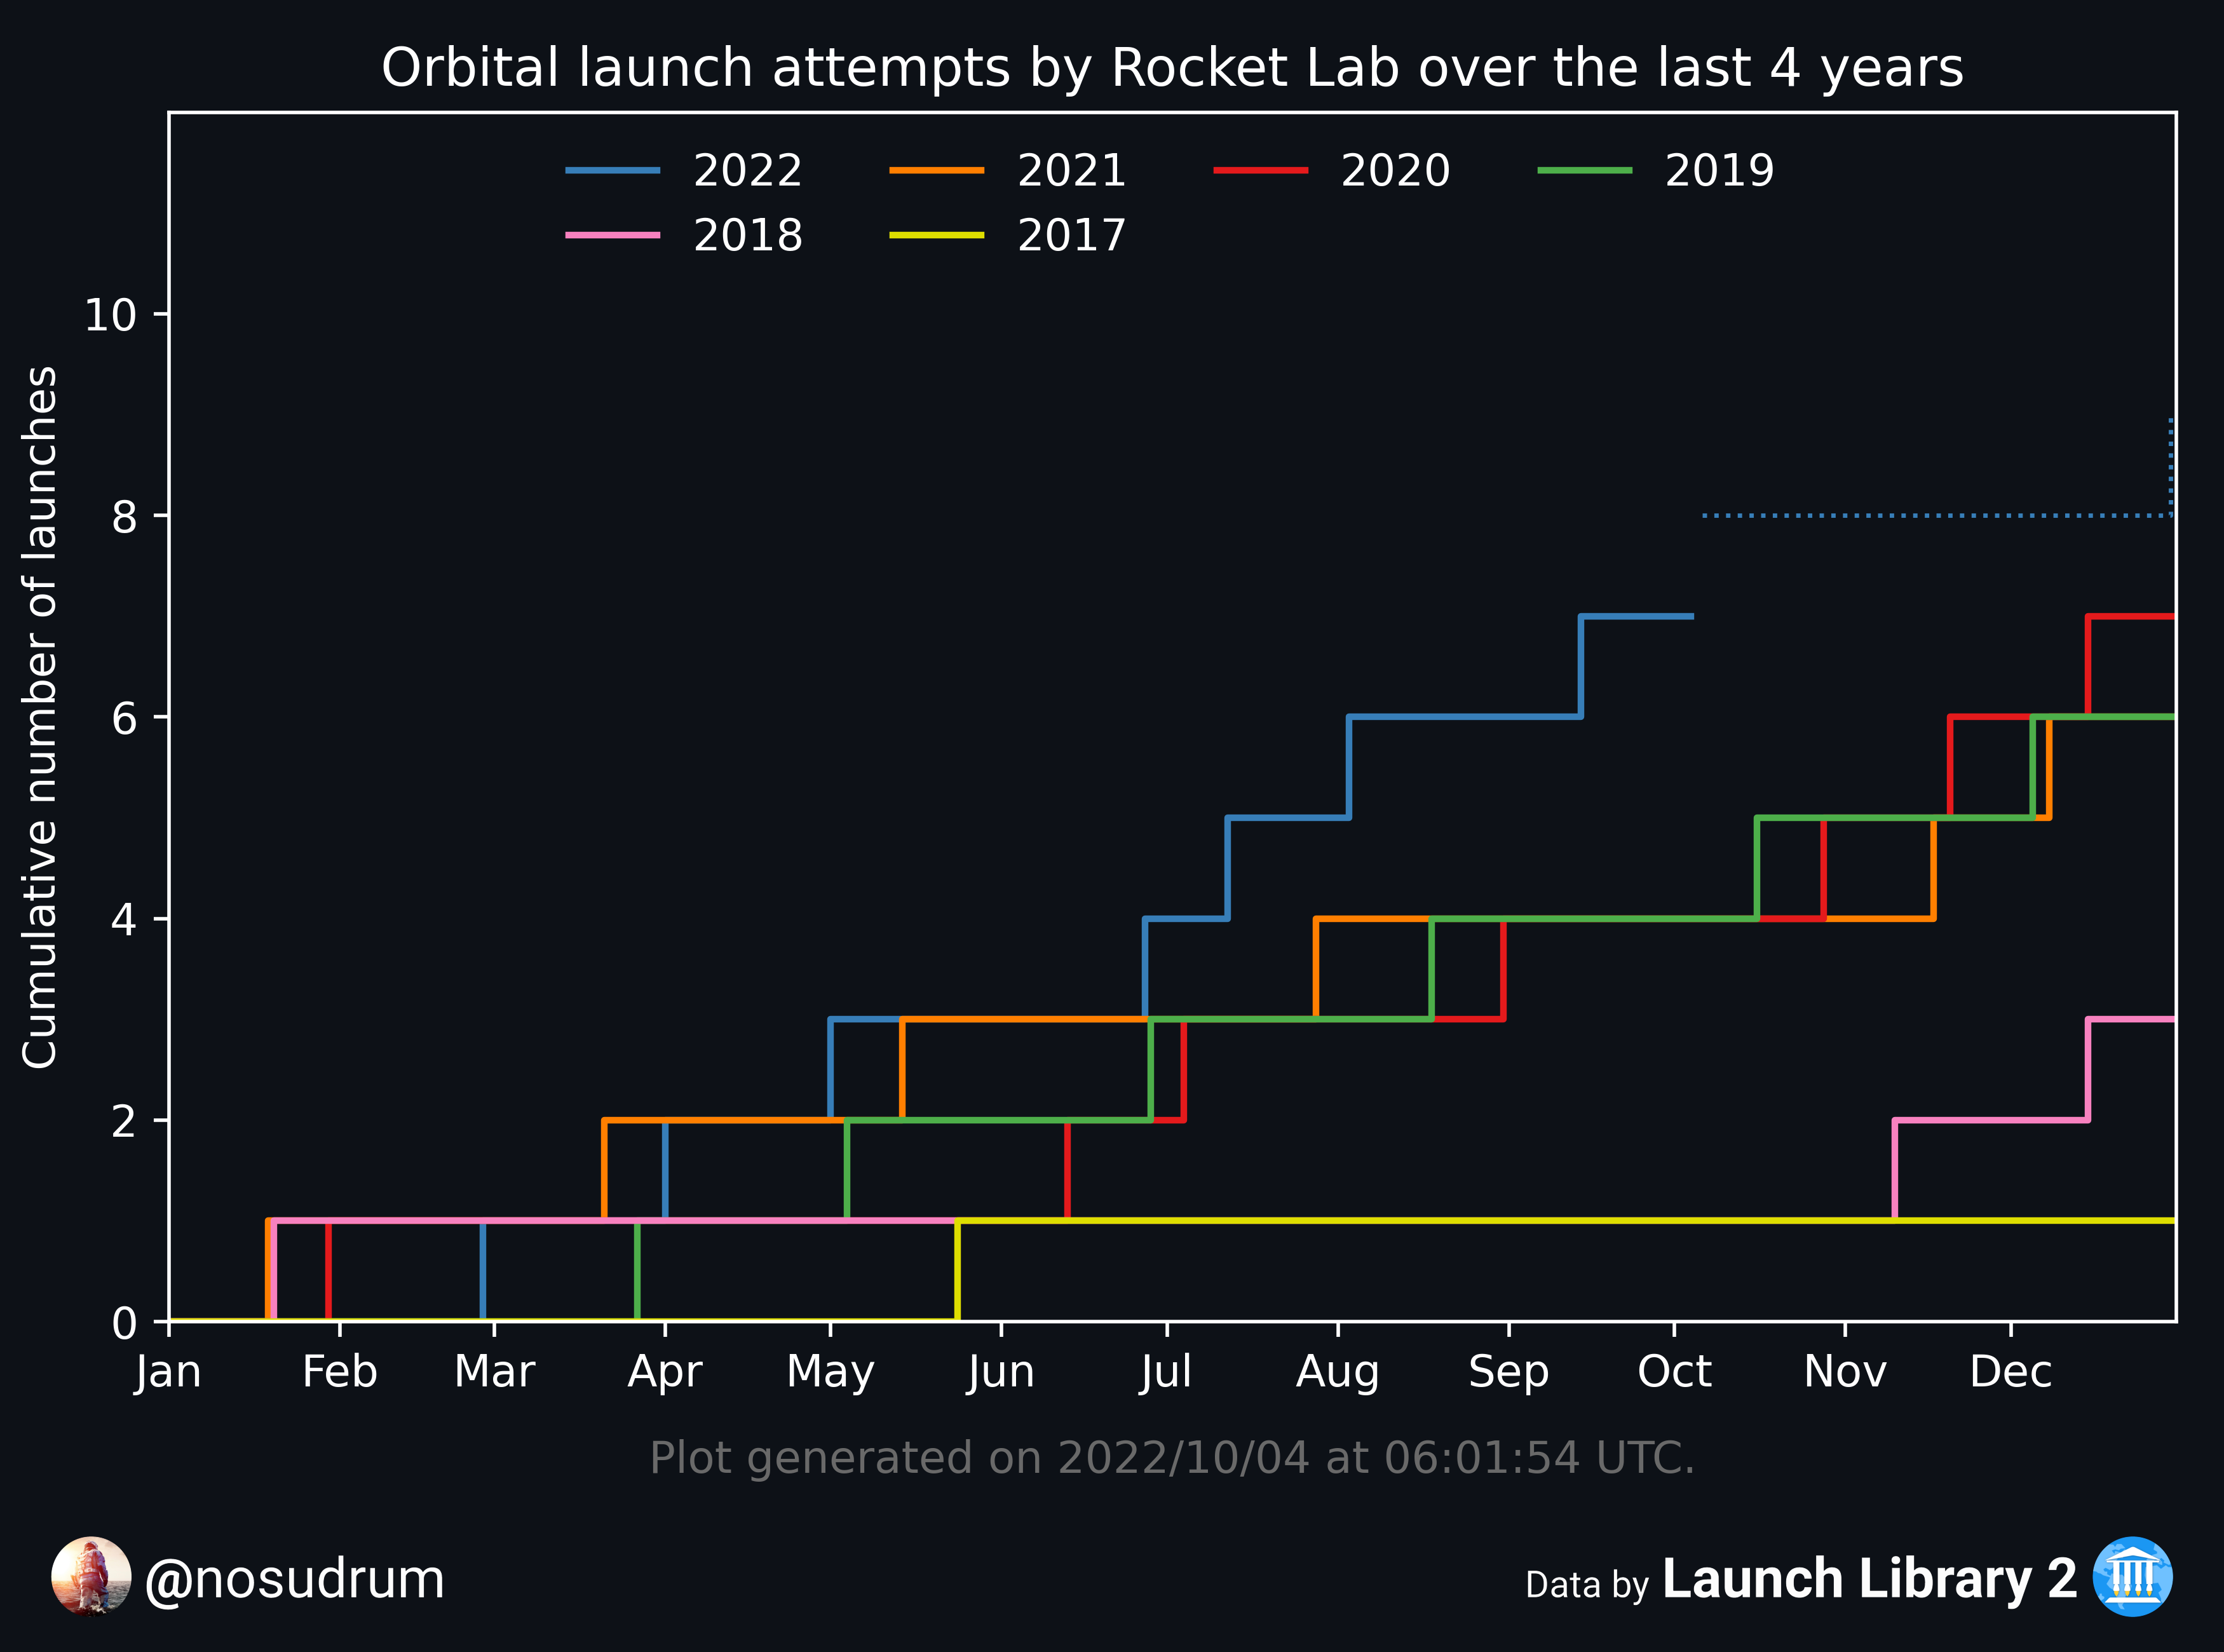 Orbital launch attempts by Rocket Lab over the last 4 years
2022 2021 2020 2019
2018 2017
Cumulative number of launches
10
8
6
4
2
0
Jan Feb Mar Apr May Jun Jul Aug Sep Oct Nov Dec
Plot generated on 2022/10/04 at 06:01:54 UTC.
@nosudrum
Data by Launch Library 2